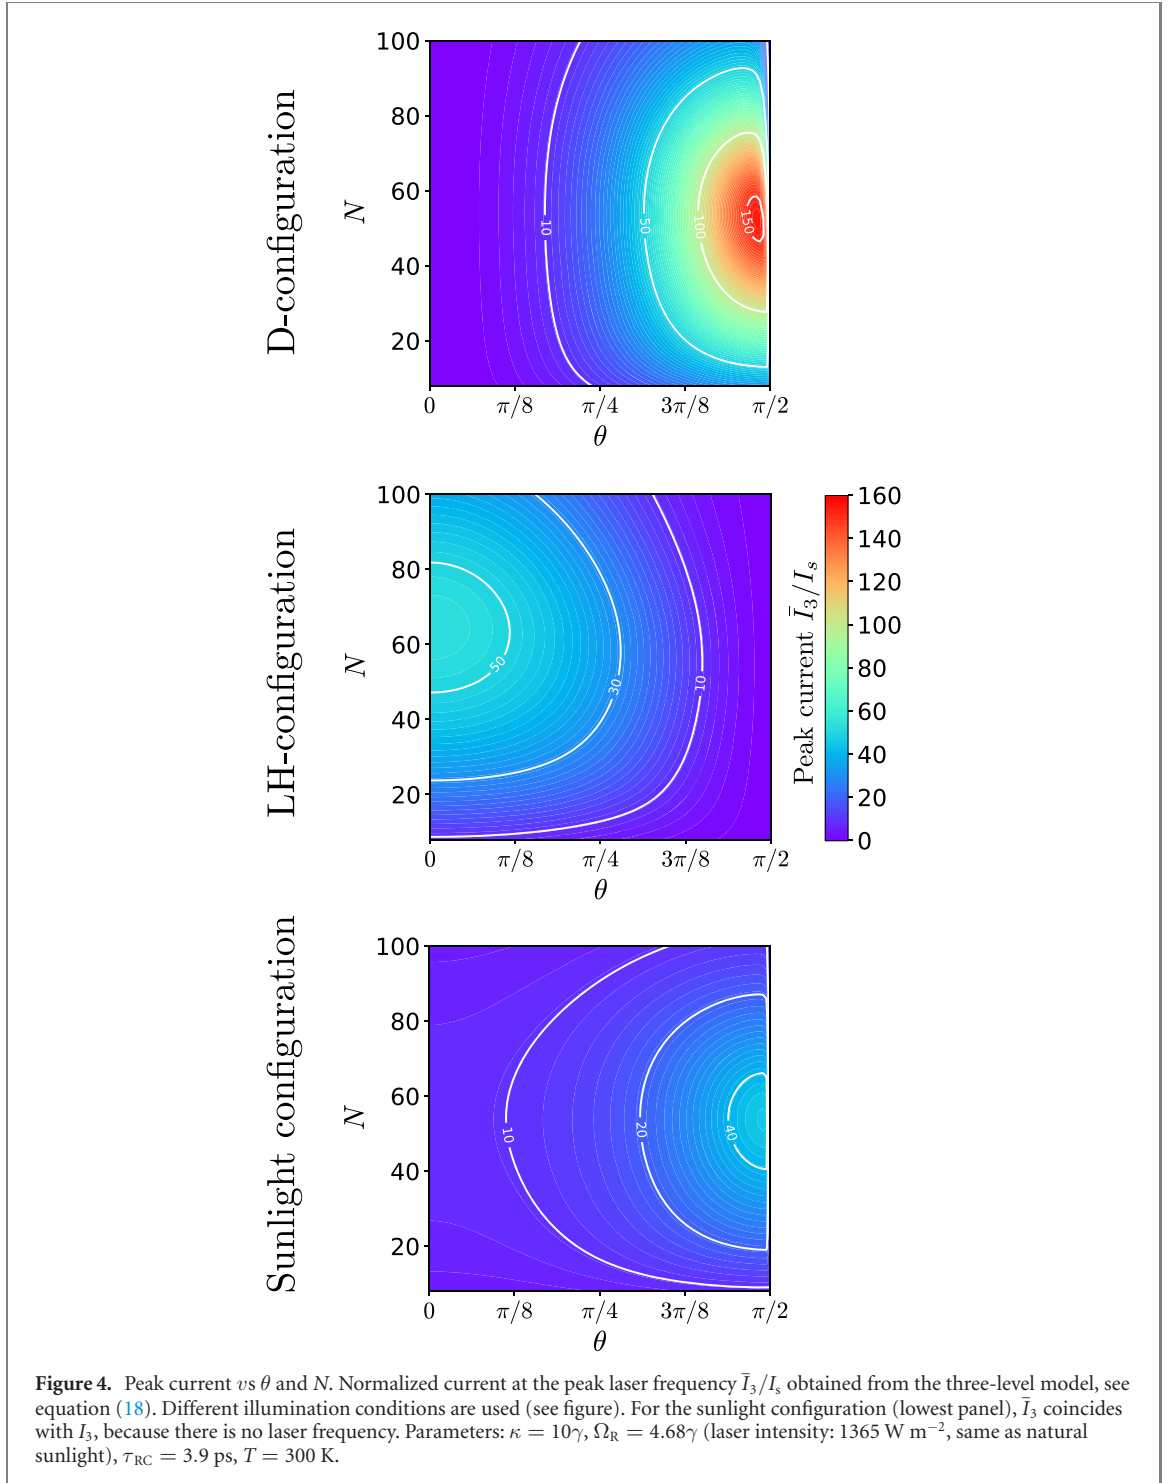 D-configuration
N
100
80
60
40
20
10
50
100
150
0 π/8 π/4 3π/8 π/2
θ
LH-configuration
N
100
80
60
40
20
50
30
10
0 π/8 π/4 3π/8 π/2
θ
Peak current Ī₃/Iₛ
160
140
120
100
80
60
40
20
0
Sunlight configuration
N
100
80
60
40
20
10
20
40
0 π/8 π/4 3π/8 π/2
θ
Figure 4. Peak current vs θ and N. Normalized current at the peak laser frequency Ī₃/Iₛ obtained from the three-level model, see
equation (18). Different illumination conditions are used (see figure). For the sunlight configuration (lowest panel), Ī₃ coincides
with I₃, because there is no laser frequency. Parameters: κ = 10γ, Ω_R = 4.68γ (laser intensity: 1365 W m⁻², same as natural
sunlight), τ_RC = 3.9 ps, T = 300 K.